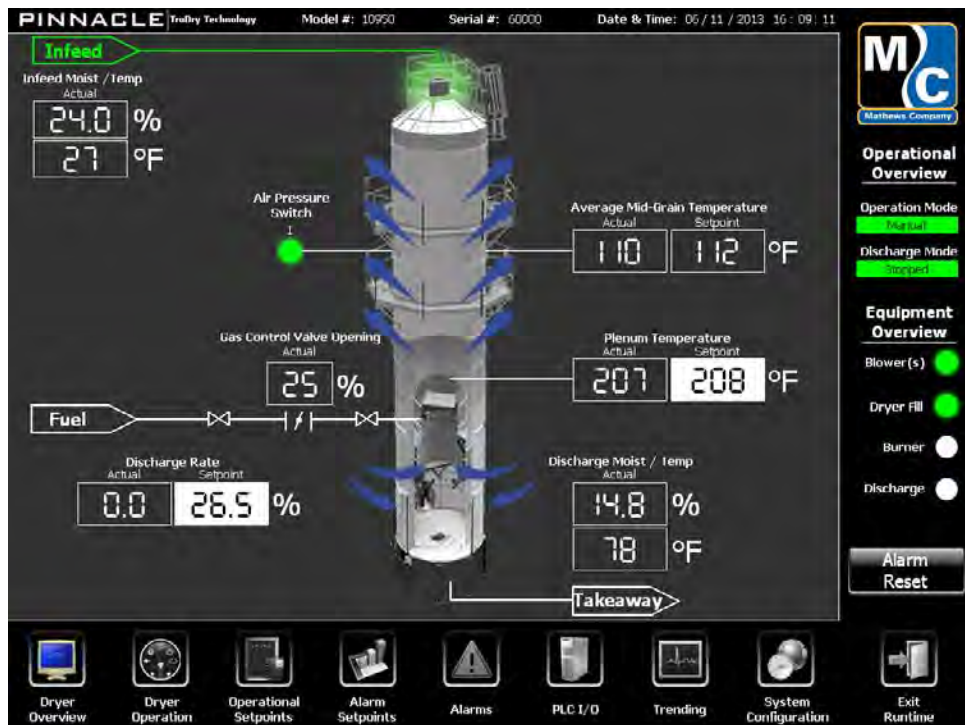 PINNACLE TruDry Technology Model #: 10950 Serial #: 60000 Date & Time: 06/11/2013 16:09:11
Infeed
Infeed Moist /Temp
Actual
24.0 %
27 °F
Air Pressure
Switch
I
Average Mid-Grain Temperature
Actual Setpoint
110 112 °F
Gas Control Valve Opening
Actual
25 %
Plenum Temperature
Actual Setpoint
207 208 °F
Fuel
Discharge Rate
Actual Setpoint
0.0 26.5 %
Discharge Moist / Temp
Actual
14.8 %
78 °F
Takeaway
MC
Mathews Company
Operational
Overview
Operation Mode
Manual
Discharge Mode
Stopped
Equipment
Overview
Blower(s)
Dryer Fill
Burner
Discharge
Alarm
Reset
Dryer
Overview
Dryer
Operation
Operational
Setpoints
Alarm
Setpoints
Alarms
PLC I/O
Trending
System
Configuration
Exit
Runtime